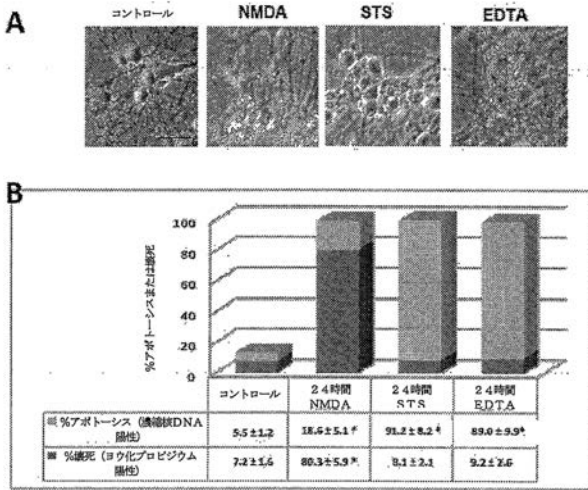 A
コントロール NMDA STS EDTA
B
%アポトーシスまたは壊死
100
80
60
40
20
0
コントロール 24時間 NMDA 24時間 STS 24時間 EDTA
%アポトーシス(濃縮核DNA陽性) 5.5±1.2 18.6±5.1* 91.2±8.2* 89.0±9.9*
%壊死(ヨウ化プロピジウム陽性) 7.2±1.6 80.3±5.9* 8.1±2.1 9.2±2.6